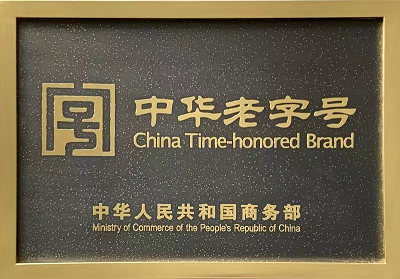 中华老字号
China Time-honored Brand
中华人民共和国商务部
Ministry of Commerce of the People's Republic of China